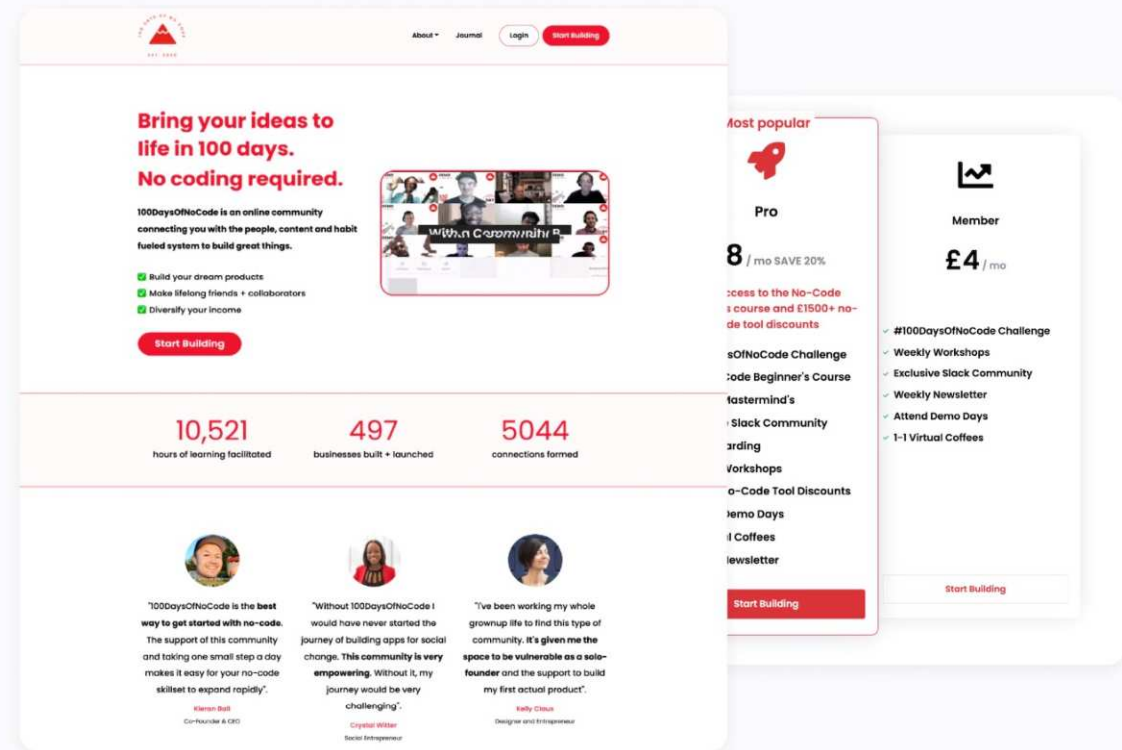 100 DAYS OF NO CODE
About
Journal
Login
Start Building
Bring your ideas to
life in 100 days.
No coding required.
100DaysOfNoCode is an online community
connecting you with the people, content and habit
fueled system to build great things.
Build your dream products
Make lifelong friends + collaborators
Diversify your income
Start Building
10,521
hours of learning facilitated
497
businesses built + launched
5044
connections formed
"100DaysOfNoCode is the best
way to get started with no-code.
The support of this community
and taking one small step a day
makes it easy for your no-code
skillset to expand rapidly".
Kieran Ball
Co-Founder & CEO
"Without 100DaysOfNoCode I
would have never started the
journey of building apps for social
change. This community is very
empowering. Without it, my
journey would be very
challenging".
Crystal Witter
Social Entrepreneur
"I've been working my whole
grownup life to find this type of
community. It's given me the
space to be vulnerable as a solo-
founder and the support to build
my first actual product".
Kelly Claus
Designer and Entrepreneur
Most popular
Pro
8 / mo SAVE 20%
ccess to the No-Code
s course and £1500+ no-
de tool discounts
sOfNoCode Challenge
Code Beginner's Course
Mastermind's
Slack Community
arding
Workshops
o-Code Tool Discounts
Demo Days
l Coffees
Newsletter
Start Building
Member
£4 / mo
#100DaysOfNoCode Challenge
Weekly Workshops
Exclusive Slack Community
Weekly Newsletter
Attend Demo Days
1-1 Virtual Coffees
Start Building